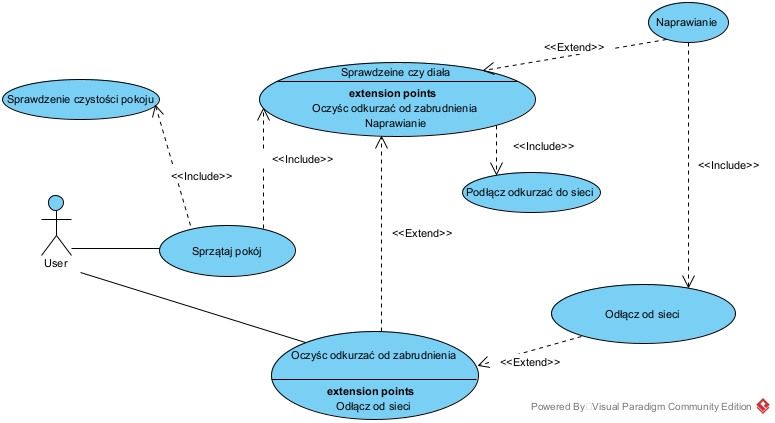 Naprawianie
<<Extend>>
Sprawdzeine czy diała
extension points
Oczyśc odkurzać od zabrudnienia
Naprawianie
Sprawdzenie czystości pokoju
<<Include>>
<<Include>>
<<Include>>
<<Include>>
Podłącz odkurzać do sieci
User
Sprzątaj pokój
<<Extend>>
Odłącz od sieci
Oczyśc odkurzać od zabrudnienia
extension points
Odłącz od sieci
<<Extend>>
Powered By Visual Paradigm Community Edition